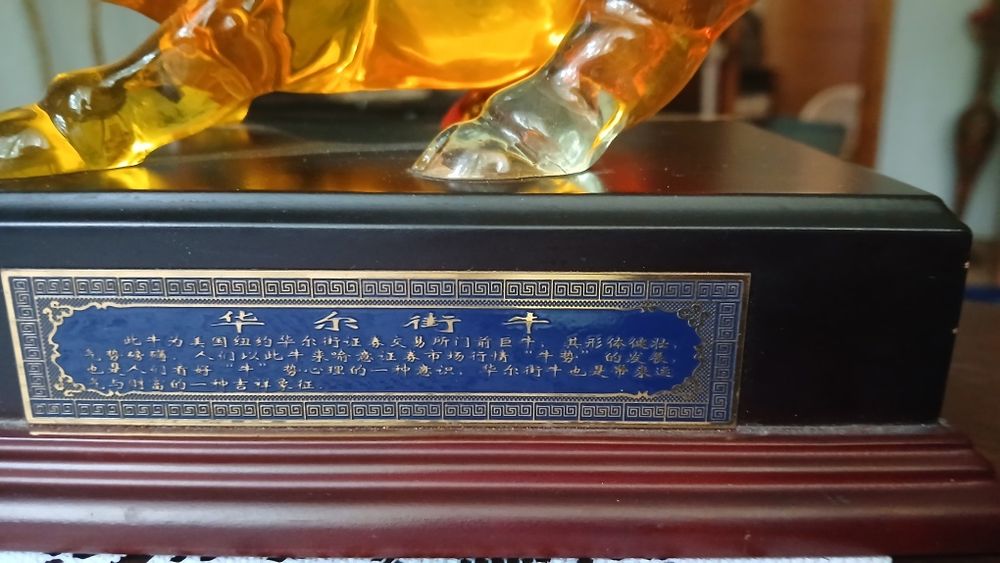 华尔街牛
此牛为美国纽约华尔街证券交易所门前巨牛，其形体健壮，
气势磅礴，人们以此牛来喻意证券市场行情“牛势”的发展，
也是人们看好“牛”势心理的一种意识，华尔街牛也是带来运
气与财富的一种吉祥象征。